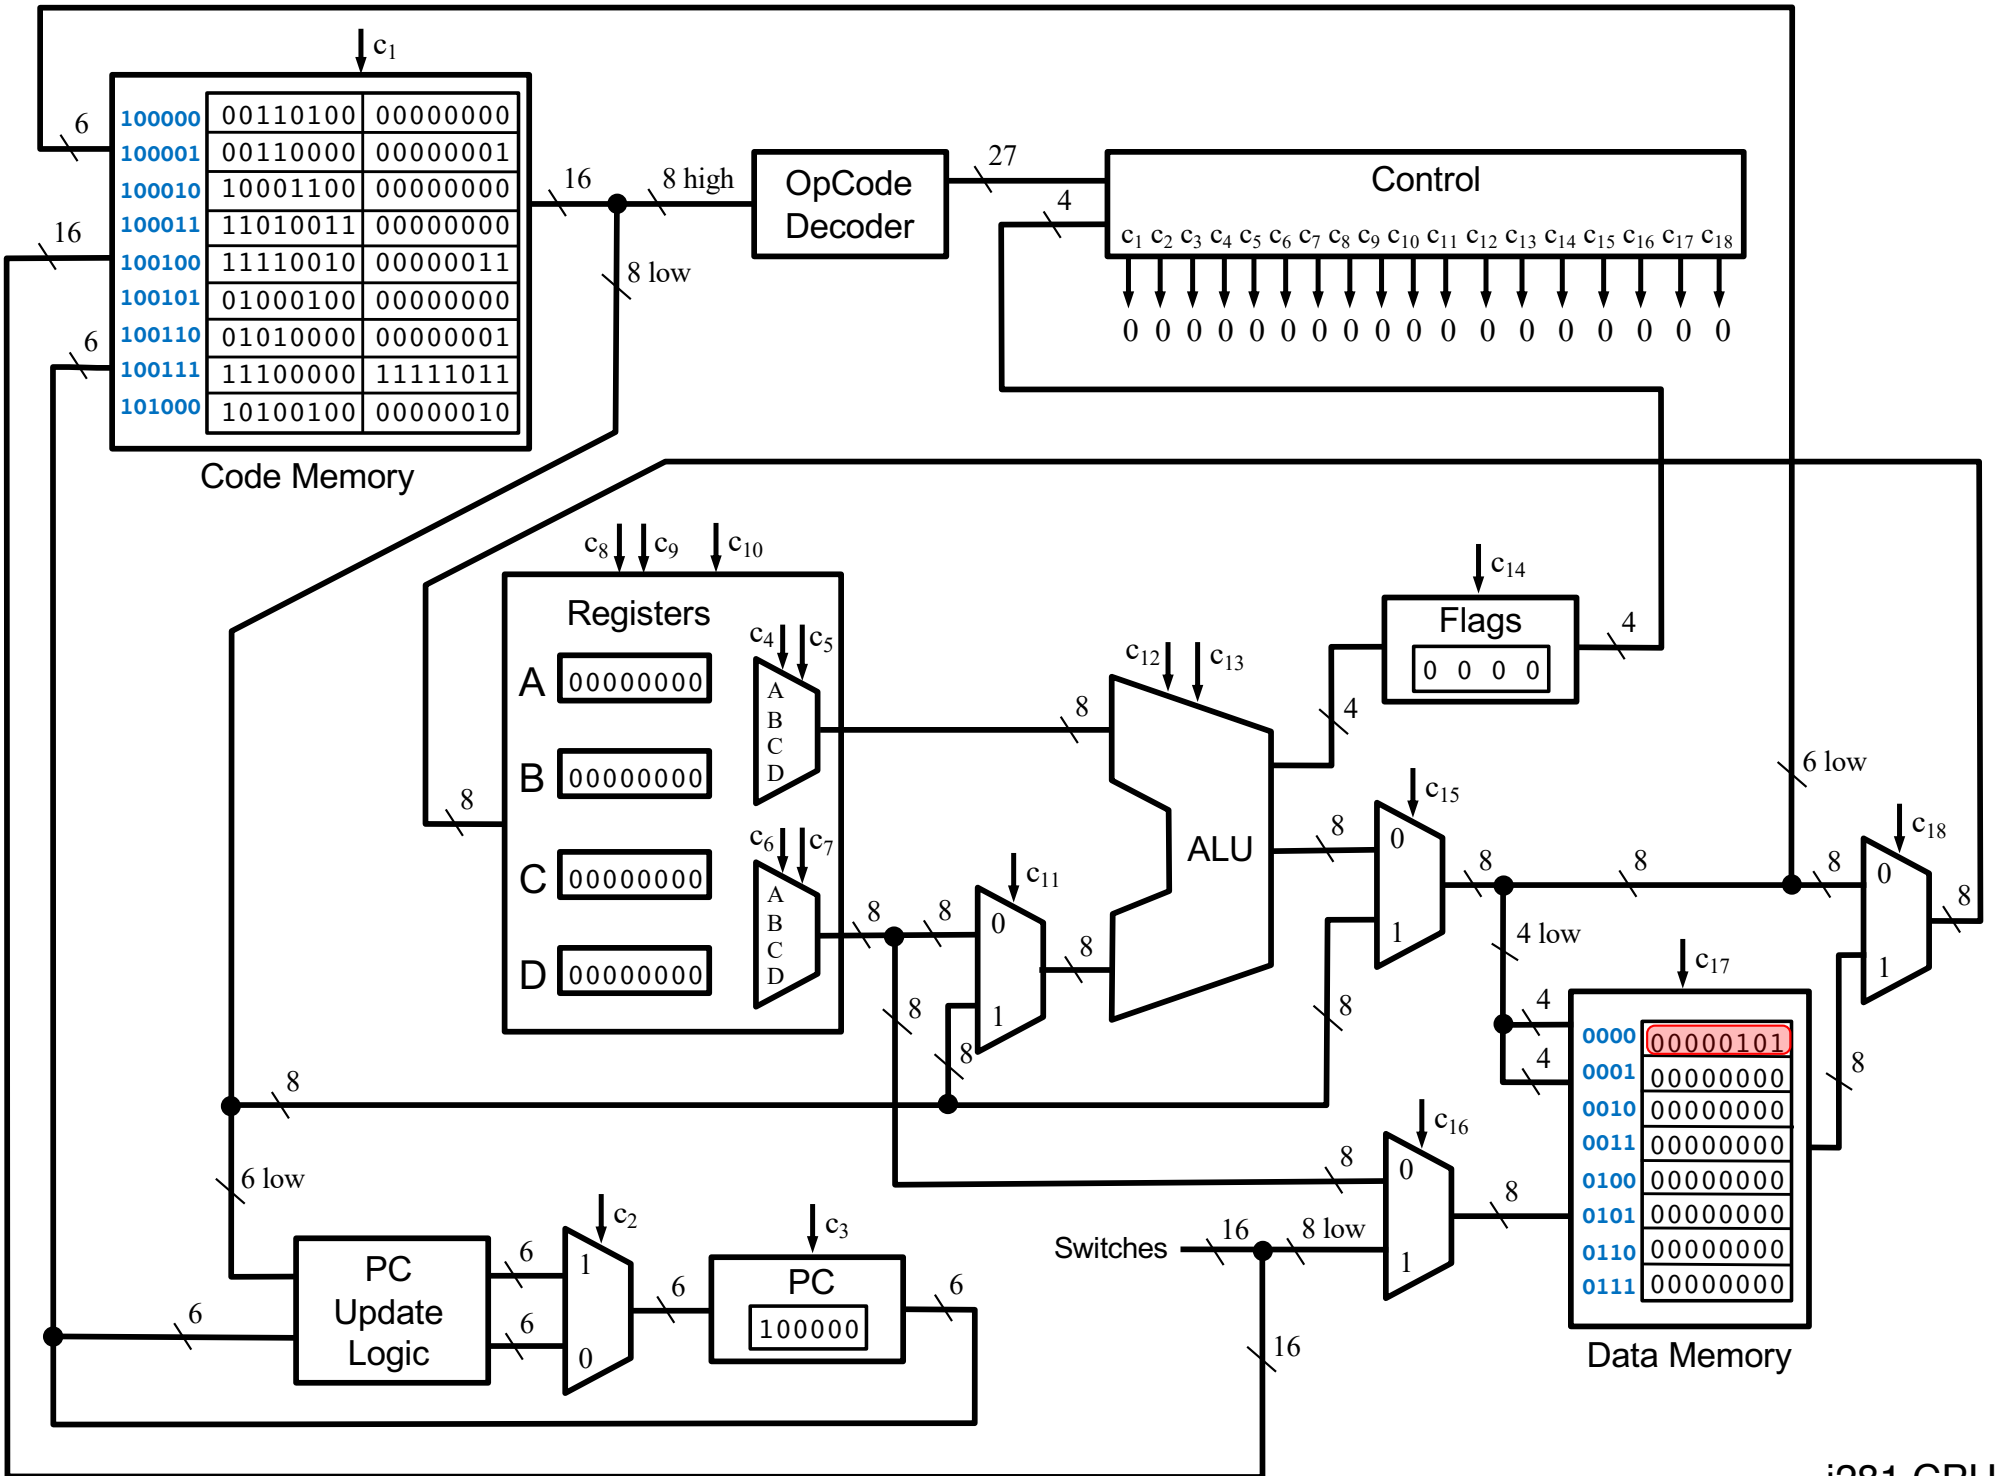 c1
100000 00110100 00000000
100001 00110000 00000001
100010 10001100 00000000
100011 11010011 00000000
100100 11110010 00000011
100101 01000100 00000000
100110 01010000 00000001
100111 11100000 11111011
101000 10100100 00000010
Code Memory
6
16
6
16
8 high
8 low
OpCode
Decoder
27
4
Control
c1 c2 c3 c4 c5 c6 c7 c8 c9 c10 c11 c12 c13 c14 c15 c16 c17 c18
0 0 0 0 0 0 0 0 0 0 0 0 0 0 0 0 0 0
c8 c9 c10
Registers
A 00000000
B 00000000
C 00000000
D 00000000
c4 c5
A
B
C
D
c6 c7
A
B
C
D
8
8
8
8
8
c11
0
1
8
8
c12 c13
ALU
c14
Flags
0 0 0 0
4
4
8
c15
0
1
8
8
8
8
6 low
4 low
c18
0
1
8
c17
4
4
0000 00000101
0001 00000000
0010 00000000
0011 00000000
0100 00000000
0101 00000000
0110 00000000
0111 00000000
Data Memory
8
c16
0
1
8
8
Switches
16
8 low
16
8
6 low
PC
Update
Logic
6
6
6
c2
1
0
6
c3
PC
100000
6